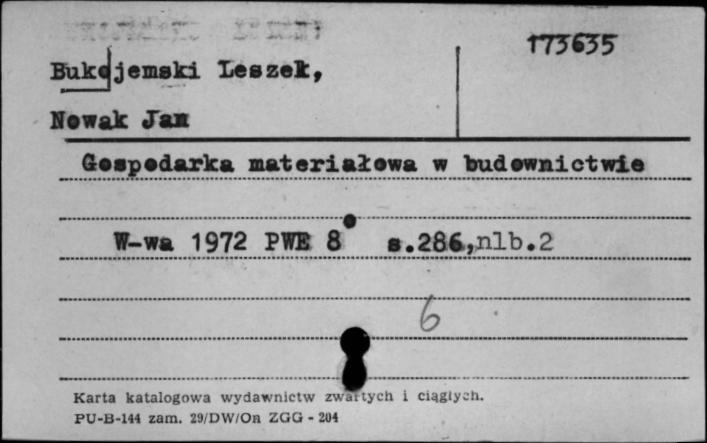 173635
Bukojemski Leszek,
Nowak Jan
Gospodarka materiałowa w budownictwie
W-wa 1972 PWE 8° s.286,nlb.2
6
Karta katalogowa wydawnictw zwartych i ciągłych.
PU-B-144 zam. 29/DW/On ZGG - 204